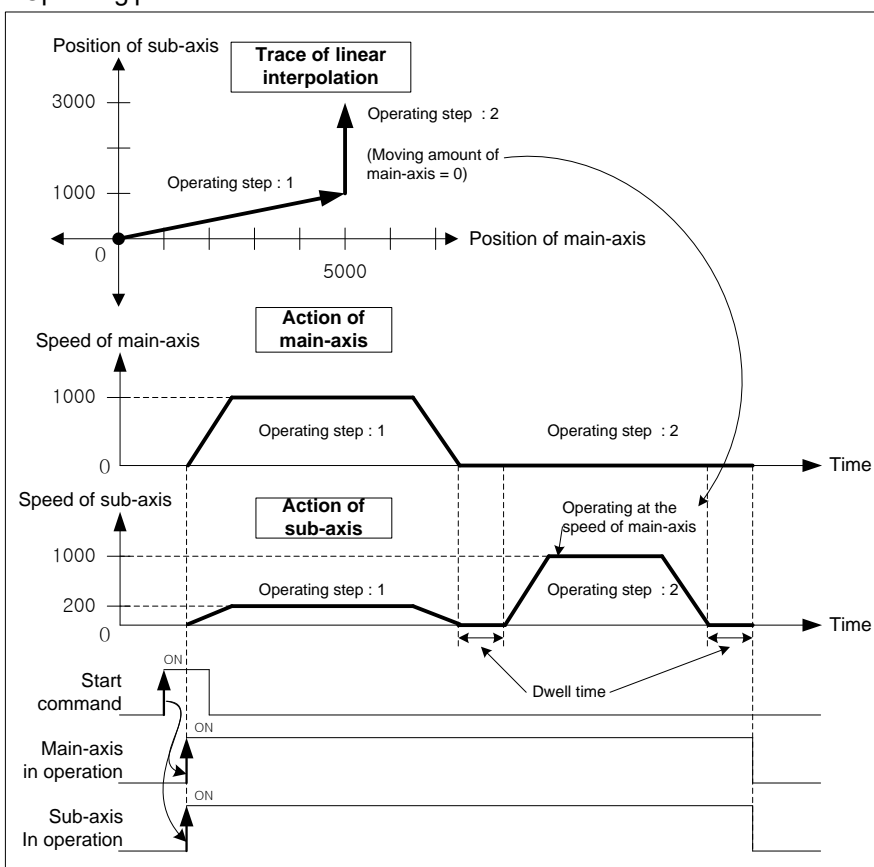 Position of sub-axis
Trace of linear
interpolation
3000
Operating step : 2
(Moving amount of
main-axis = 0)
Operating step : 1
1000
0
Position of main-axis
5000
Action of
main-axis
Speed of main-axis
1000
Operating step : 1
Operating step : 2
0
Time
Speed of sub-axis
Action of
sub-axis
Operating at the
speed of main-axis
1000
Operating step : 1
Operating step : 2
200
0
Time
Dwell time
ON
Start
command
ON
Main-axis
in operation
ON
Sub-axis
In operation